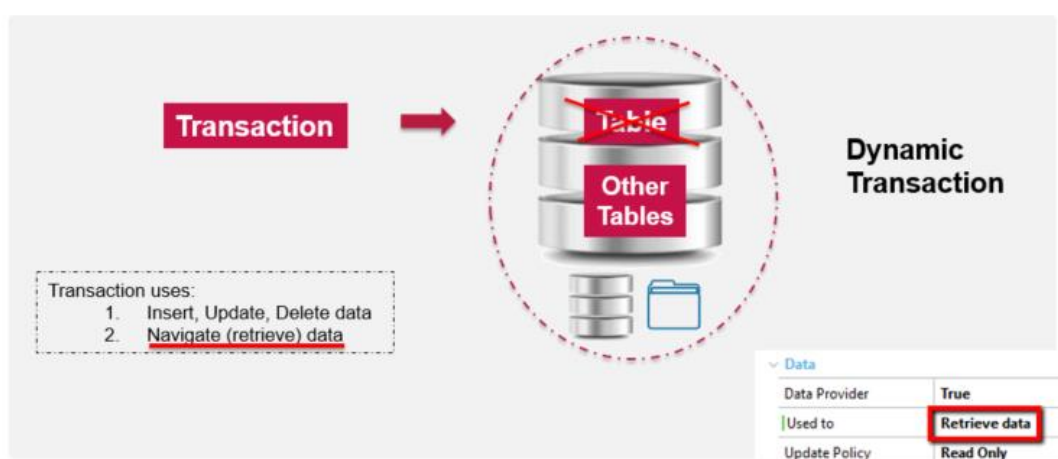 Transaction
Table
Other
Tables
Dynamic
Transaction
Transaction uses:
1. Insert, Update, Delete data
2. Navigate (retrieve) data
Data
Data Provider True
Used to Retrieve data
Update Policy Read Only